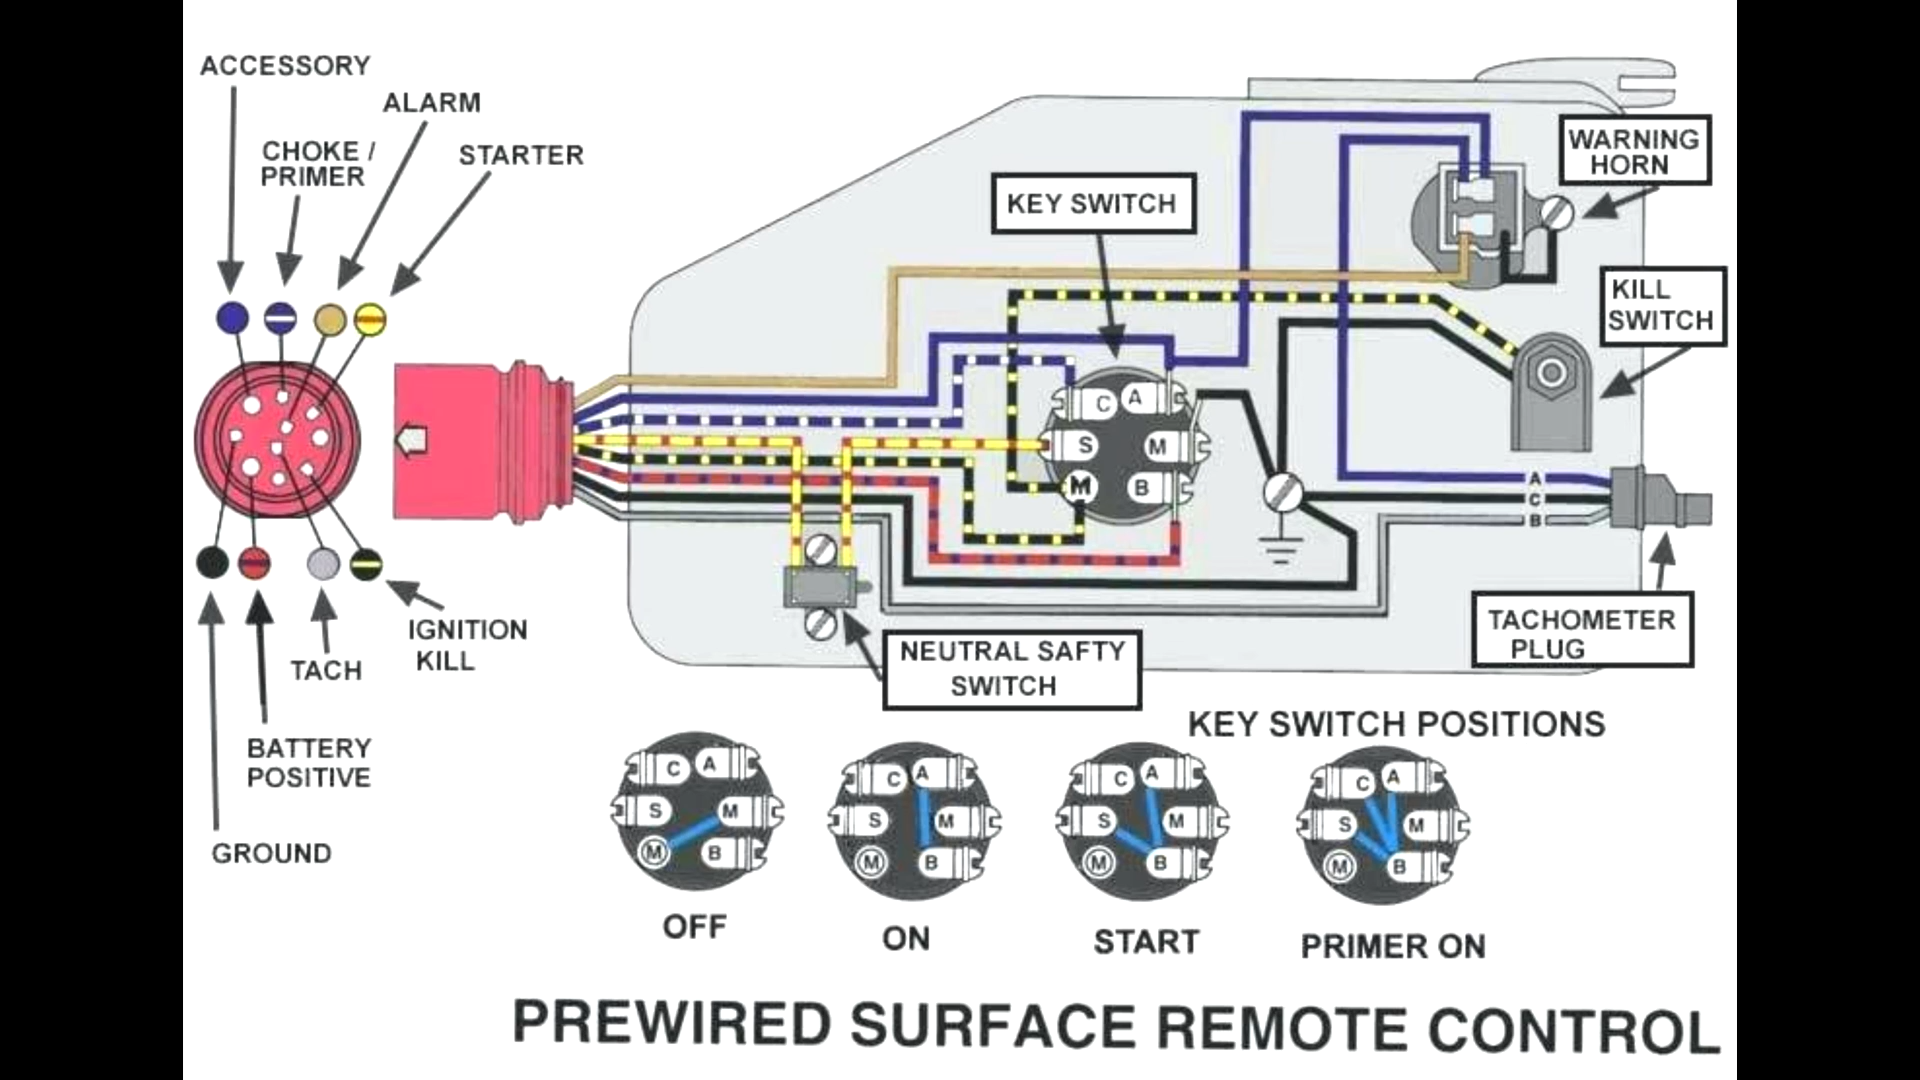 ACCESSORY
ALARM
CHOKE /
PRIMER
STARTER
KEY SWITCH
WARNING
HORN
KILL
SWITCH
C
A
S
M
M
B
A
C
B
IGNITION
KILL
TACH
BATTERY
POSITIVE
GROUND
NEUTRAL SAFTY
SWITCH
TACHOMETER
PLUG
KEY SWITCH POSITIONS
C
A
S
M
M
B
OFF
C
A
S
M
M
B
ON
C
A
S
M
M
B
START
C
A
S
M
M
B
PRIMER ON
PREWIRED SURFACE REMOTE CONTROL